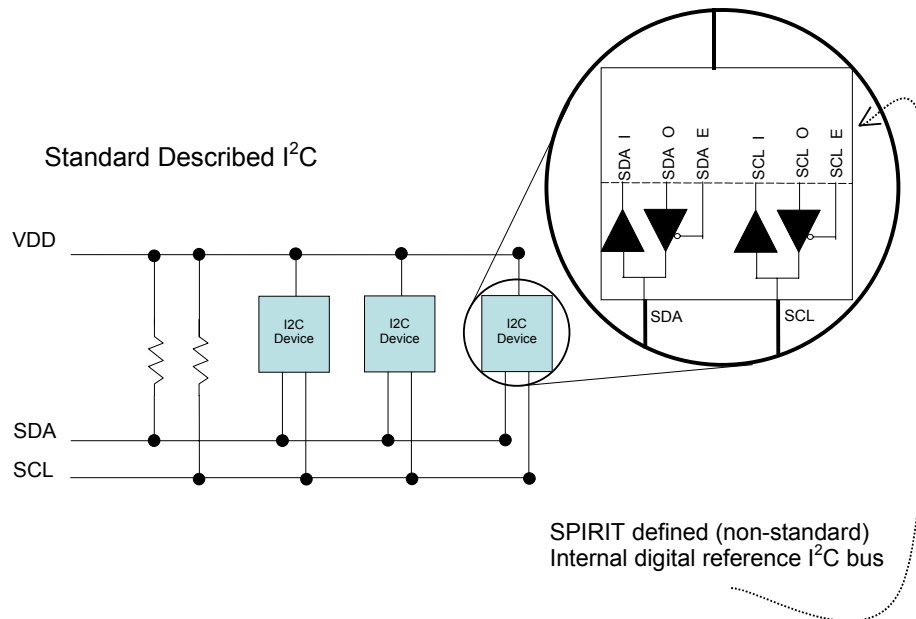 Standard Described I²C
VDD
I2C
Device
I2C
Device
I2C
Device
SDA
SCL
SDA I
SDA O
SDA E
SCL I
SCL O
SCL E
SDA
SCL
SPIRIT defined (non-standard)
Internal digital reference I²C bus